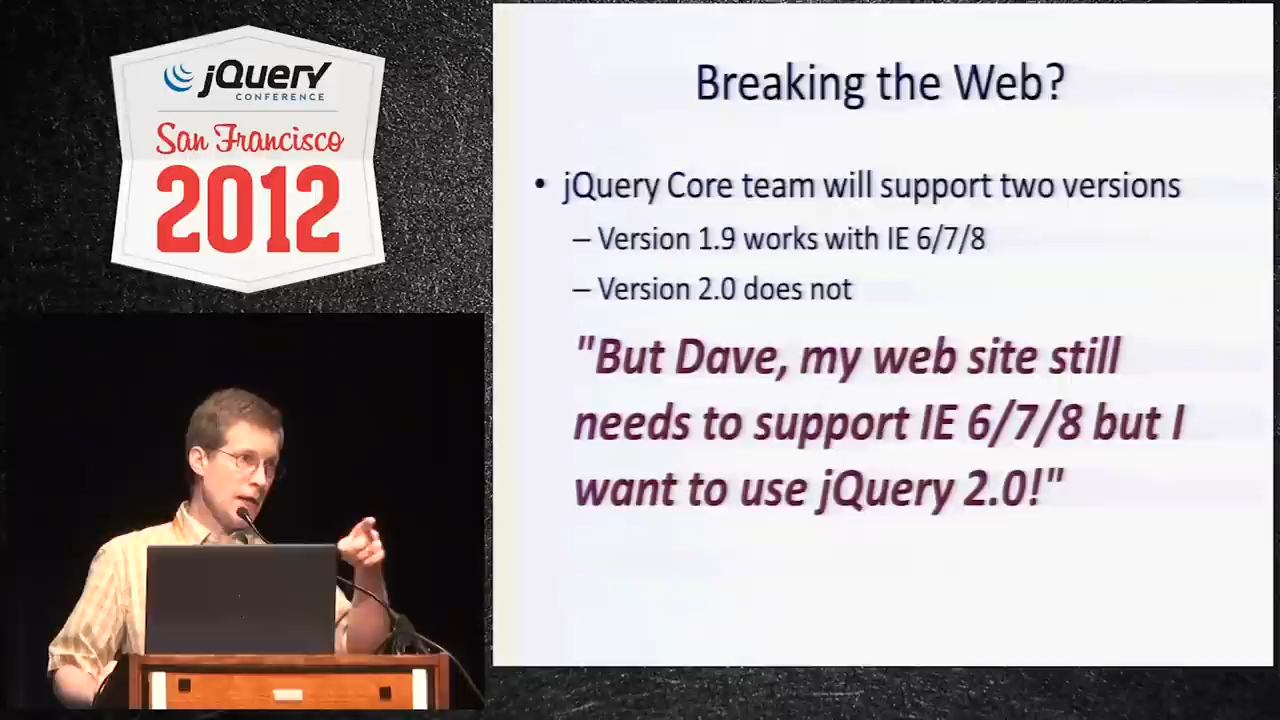 jQuery
CONFERENCE
San Francisco
2012
Breaking the Web?
• jQuery Core team will support two versions
– Version 1.9 works with IE 6/7/8
– Version 2.0 does not
"But Dave, my web site still
needs to support IE 6/7/8 but I
want to use jQuery 2.0!"